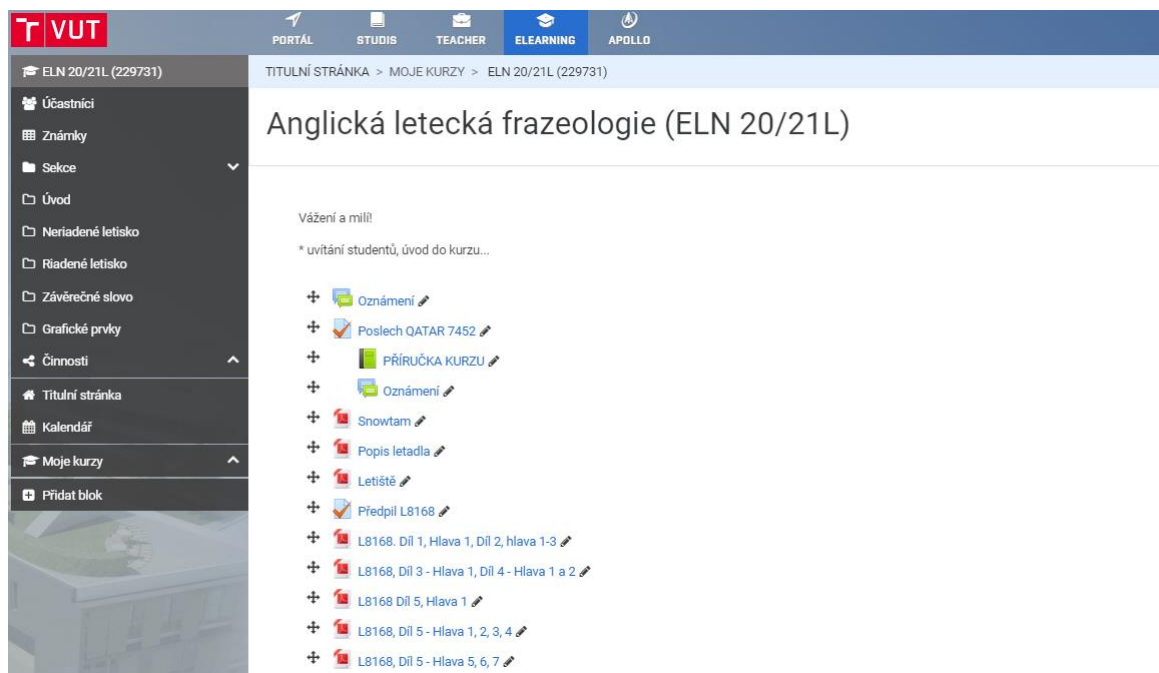 VUT
PORTÁL STUDIS TEACHER ELEARNING APOLLO
ELN 20/21L (229731)
Účastníci
Známky
Sekce
Úvod
Neriadené letisko
Riadené letisko
Závěrečné slovo
Grafické prvky
Činnosti
Titulní stránka
Kalendář
Moje kurzy
Přidat blok
TITULNÍ STRÁNKA > MOJE KURZY > ELN 20/21L (229731)
Anglická letecká frazeologie (ELN 20/21L)
Vážení a milí!
* uvítání studentů, úvod do kurzu...
Oznámení
Poslech QATAR 7452
PŘÍRUČKA KURZU
Oznámení
Snowtam
Popis letadla
Letiště
Předpil L8168
L8168. Díl 1, Hlava 1, Díl 2, hlava 1-3
L8168, Díl 3 - Hlava 1, Díl 4 - Hlava 1 a 2
L8168 Díl 5, Hlava 1
L8168, Díl 5 - Hlava 1, 2, 3, 4
L8168, Díl 5 - Hlava 5, 6, 7